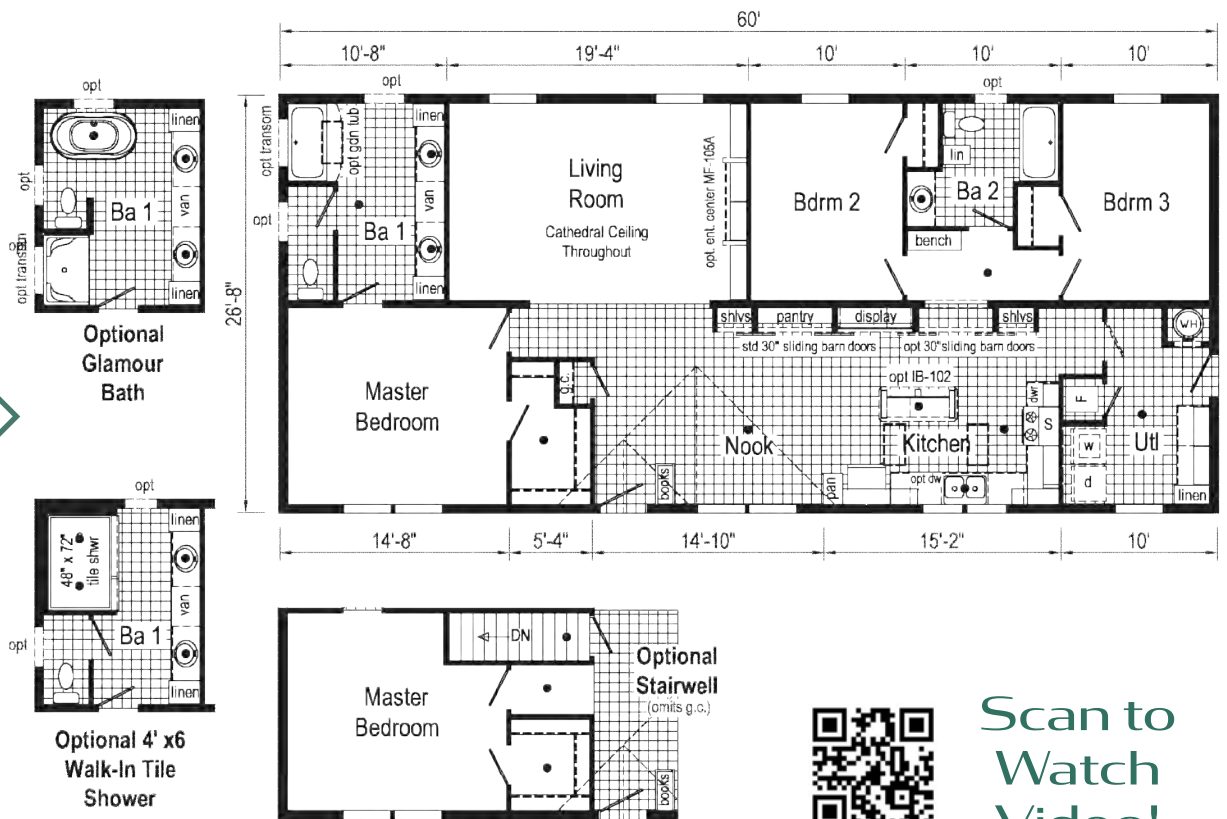 60'
10'-8"
19'-4"
10'
10'
10'
opt
opt
opt
linen
opt
van
Ba 1
opt transom
linen
Optional
Glamour
Bath
26'-8"
opt transom
opt gdn tub
linen
opt
van
Ba 1
linen
Living
Room
Cathedral Ceiling
Throughout
opt. ent. center MF-105A
Bdrm 2
lin
Ba 2
bench
Bdrm 3
shlvs
pantry
display
shlvs
std 30" sliding barn doors
opt 30" sliding barn doors
WH
Master
Bedroom
g.c.
opt IB-102
dwr
F
S
Nook
Kitchen
W
Utl
books
pan
opt dw
d
linen
14'-8"
5'-4"
14'-10"
15'-2"
10'
opt
linen
48" x 72"
tile shwr
van
Ba 1
opt
linen
Optional 4' x6
Walk-In Tile
Shower
DN
Optional
Stairwell
(omits g.c.)
Master
Bedroom
books
Scan to
Watch
Video!